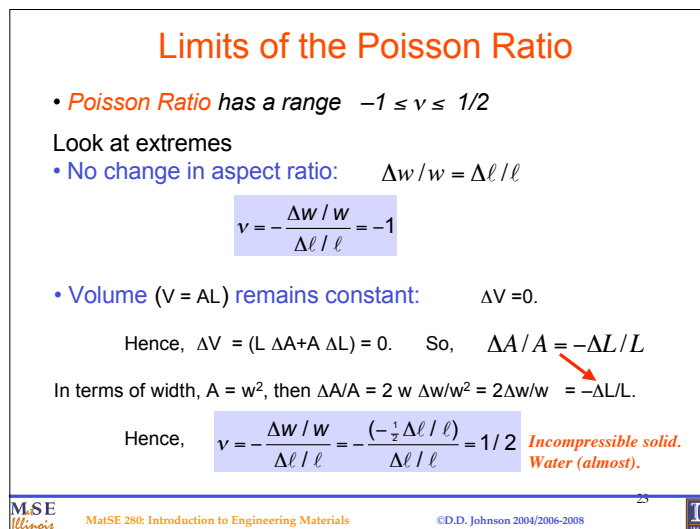 Limits of the Poisson Ratio
• Poisson Ratio has a range –1 ≤ ν ≤ 1/2
Look at extremes
• No change in aspect ratio: Δw/w = Δℓ/ℓ
ν = − (Δw / w) / (Δℓ / ℓ) = −1
• Volume (V = AL) remains constant: ΔV =0.
Hence, ΔV = (L ΔA+A ΔL) = 0. So, ΔA/A = −ΔL/L
In terms of width, A = w², then ΔA/A = 2 w Δw/w² = 2Δw/w = –ΔL/L.
Hence, ν = − (Δw / w) / (Δℓ / ℓ) = − (− ½ Δℓ / ℓ) / (Δℓ / ℓ) = 1/ 2 Incompressible solid.
Water (almost).
23
MatSE
Illinois
MatSE 280: Introduction to Engineering Materials ©D.D. Johnson 2004/2006-2008